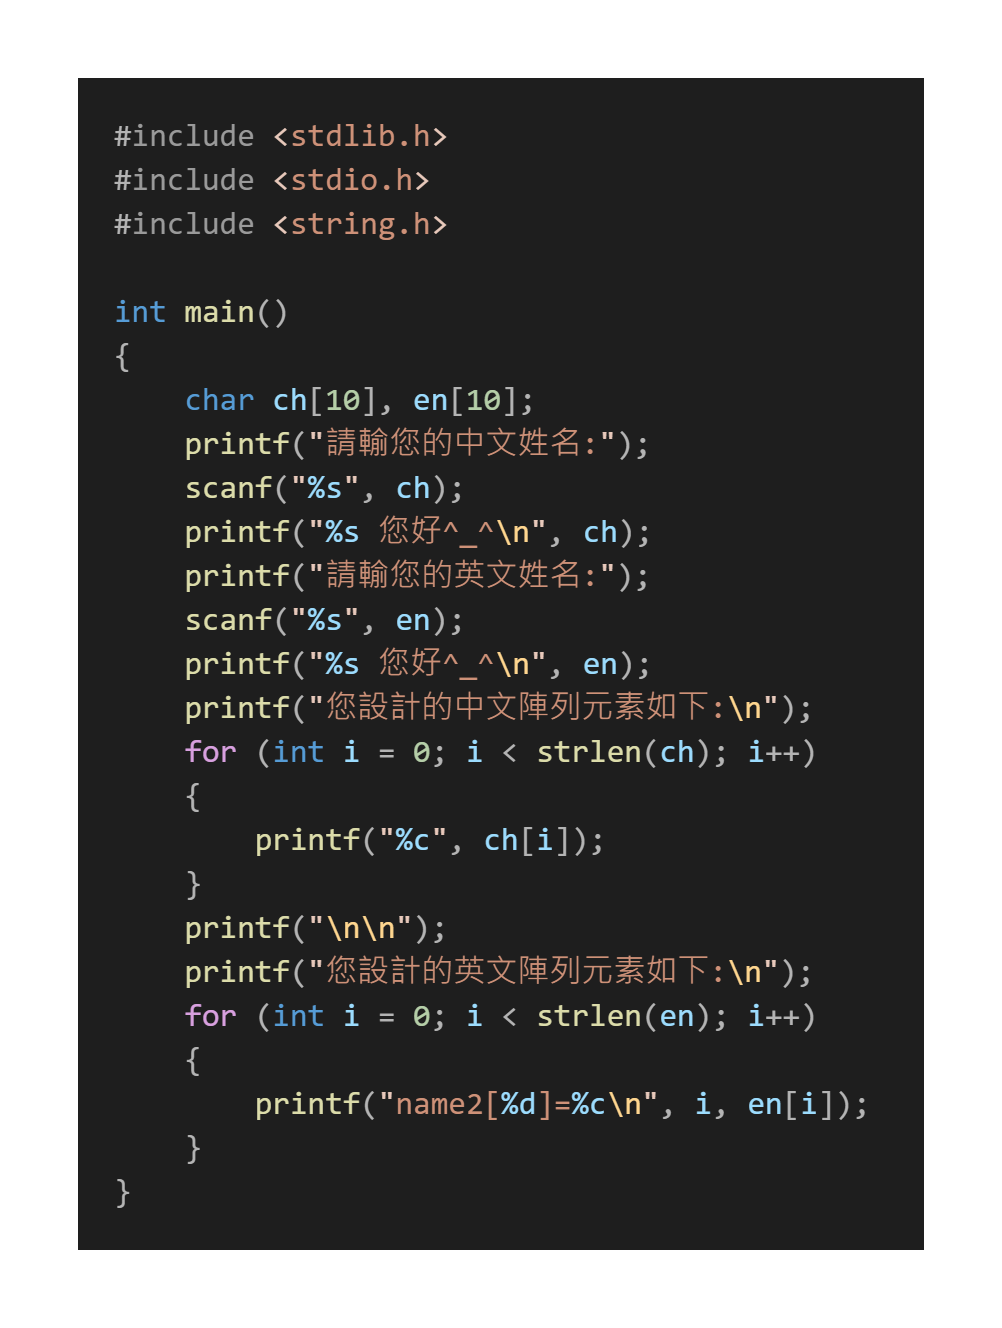 #include <stdlib.h>
#include <stdio.h>
#include <string.h>

int main()
{
    char ch[10], en[10];
    printf("請輸您的中文姓名:");
    scanf("%s", ch);
    printf("%s 您好^_^\n", ch);
    printf("請輸您的英文姓名:");
    scanf("%s", en);
    printf("%s 您好^_^\n", en);
    printf("您設計的中文陣列元素如下:\n");
    for (int i = 0; i < strlen(ch); i++)
    {
        printf("%c", ch[i]);
    }
    printf("\n\n");
    printf("您設計的英文陣列元素如下:\n");
    for (int i = 0; i < strlen(en); i++)
    {
        printf("name2[%d]=%c\n", i, en[i]);
    }
}